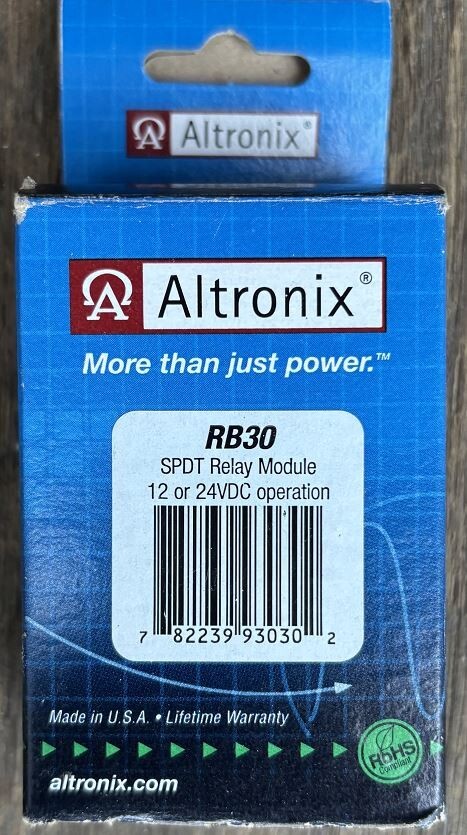 Altronix®
Altronix®
More than just power.™
RB30
SPDT Relay Module
12 or 24VDC operation
7 82239 93030 2
Made in U.S.A. • Lifetime Warranty
RoHS
Compliant
altronix.com